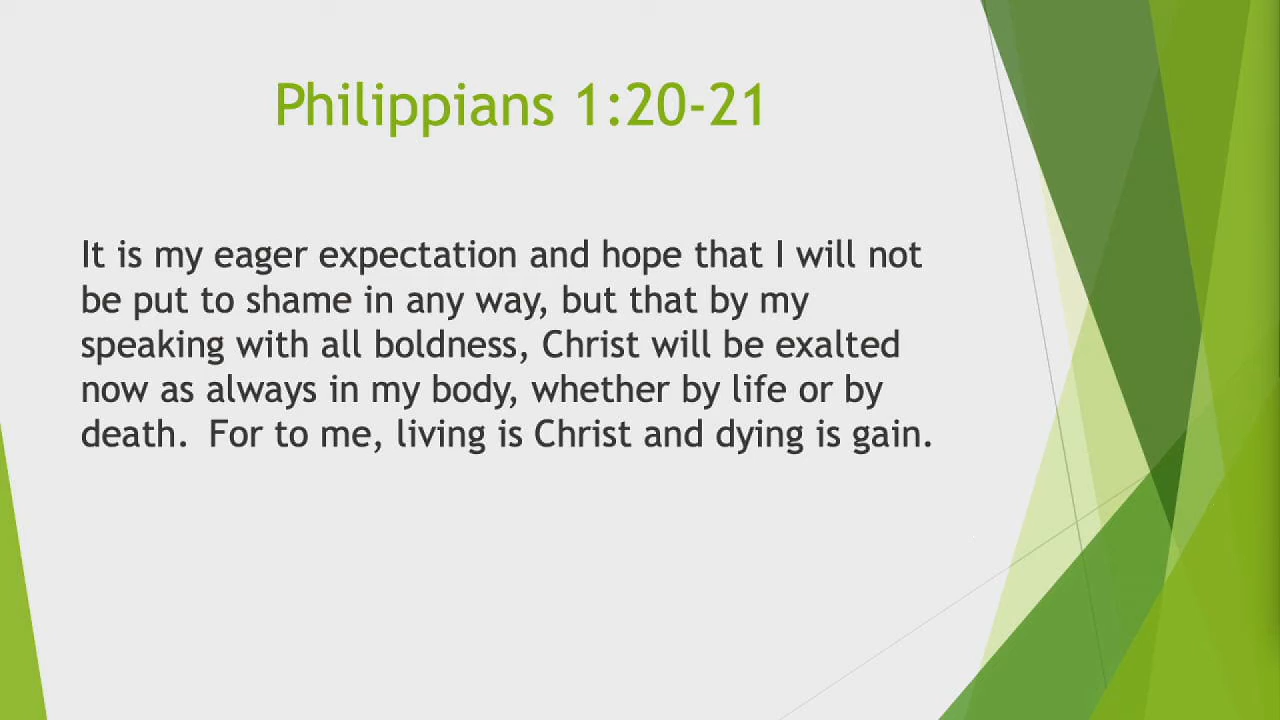 Philippians 1:20-21
It is my eager expectation and hope that I will not
be put to shame in any way, but that by my
speaking with all boldness, Christ will be exalted
now as always in my body, whether by life or by
death.  For to me, living is Christ and dying is gain.